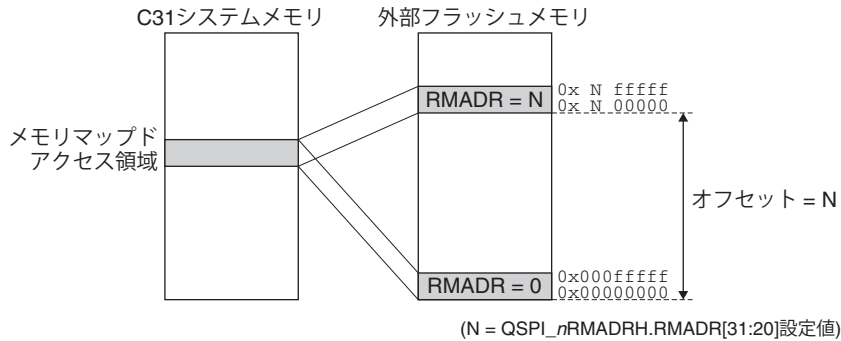 C31システムメモリ
外部フラッシュメモリ
メモリマップド
アクセス領域
RMADR = N
0x N fffff
0x N 00000
オフセット = N
RMADR = 0
0x000fffff
0x00000000
(N = QSPI_nRMADRH.RMADR[31:20]設定値)